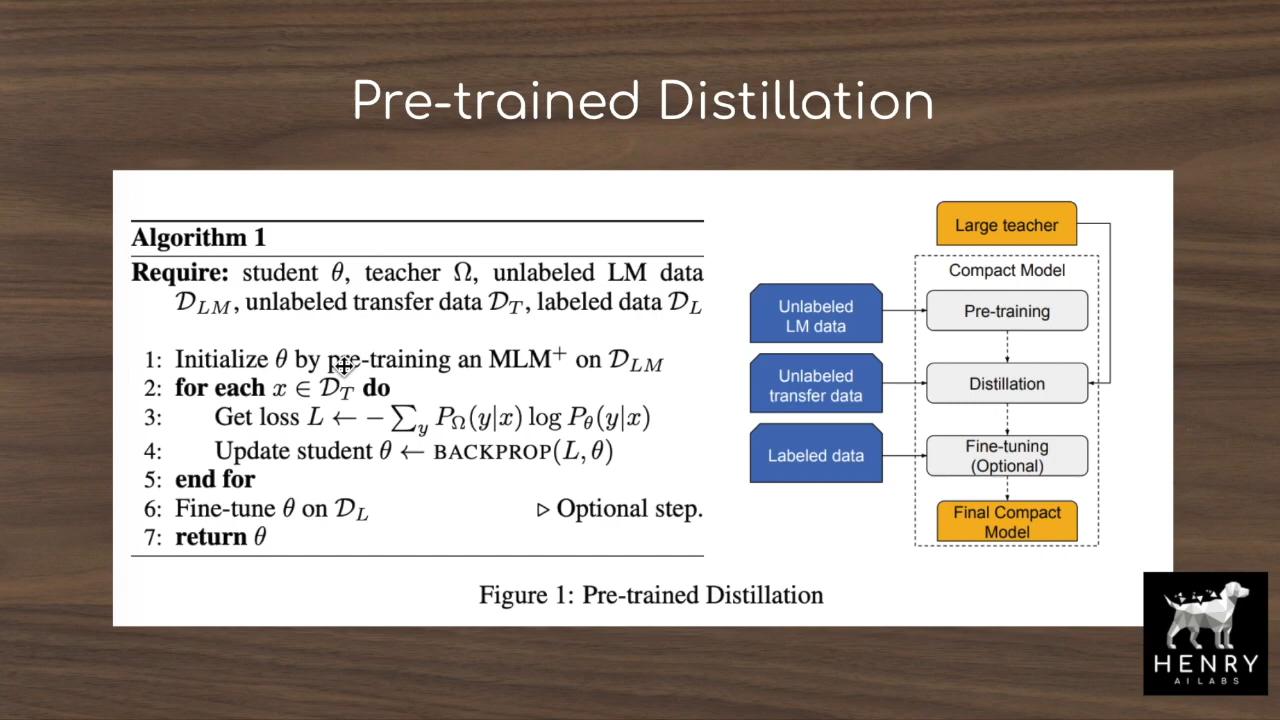 Pre-trained Distillation
Algorithm 1
Require: student θ, teacher Ω, unlabeled LM data
𝒟_LM, unlabeled transfer data 𝒟_T, labeled data 𝒟_L
1: Initialize θ by pre-training an MLM⁺ on 𝒟_LM
2: for each x ∈ 𝒟_T do
3: Get loss L ← − ∑_y P_Ω(y|x) log P_θ(y|x)
4: Update student θ ← BACKPROP(L, θ)
5: end for
6: Fine-tune θ on 𝒟_L ▷ Optional step.
7: return θ
Large teacher
Compact Model
Unlabeled
LM data
Pre-training
Unlabeled
transfer data
Distillation
Labeled data
Fine-tuning
(Optional)
Final Compact
Model
Figure 1: Pre-trained Distillation
HENRY
AI LABS